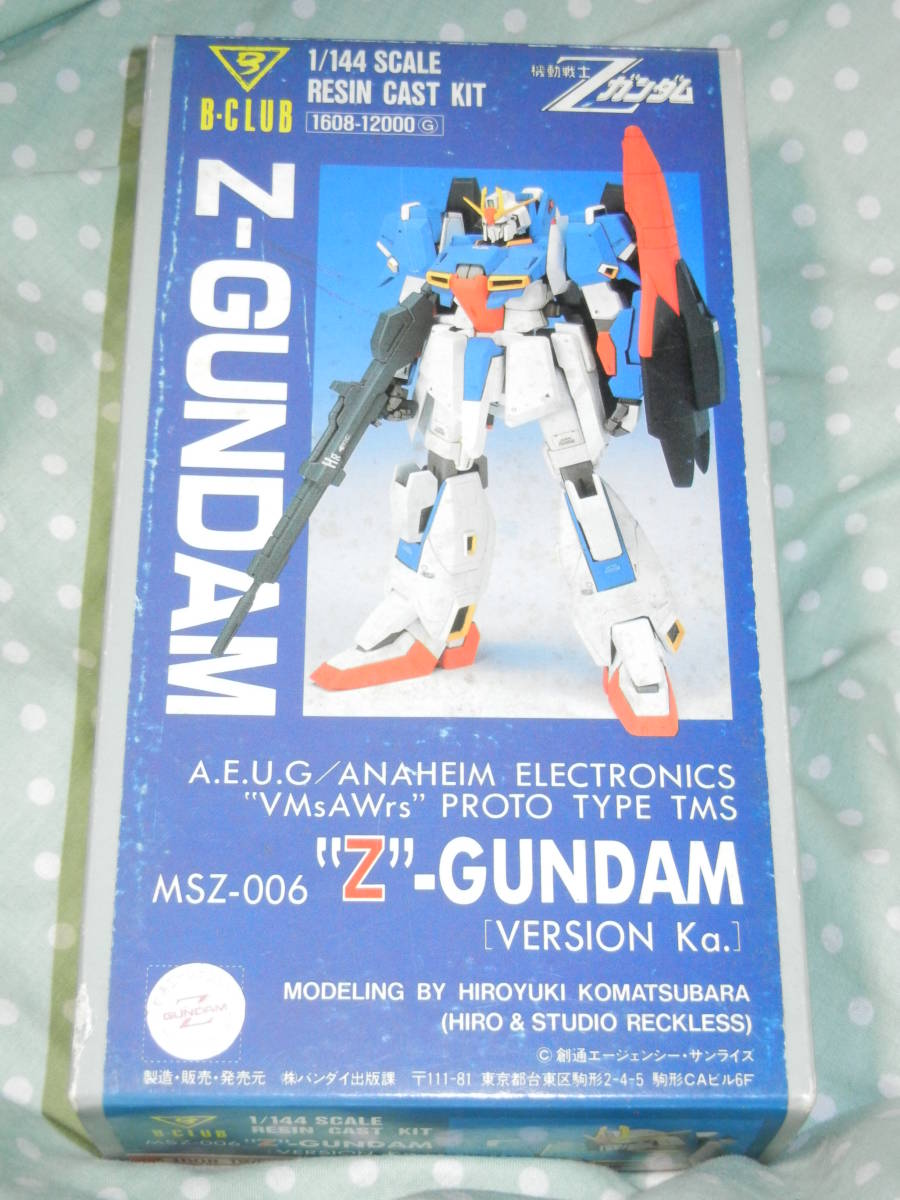 B-CLUB
1/144 SCALE
RESIN CAST KIT
1608-12000 G
機動戦士
Zガンダム
Z-GUNDAM
HR
A.E.U.G/ANAHEIM ELECTRONICS
"VMsAWrs" PROTO TYPE TMS
MSZ-006 "Z"-GUNDAM
[VERSION Ka.]
Z
GUNDAM
MODELING BY HIROYUKI KOMATSUBARA
(HIRO & STUDIO RECKLESS)
© 創通エージェンシー・サンライズ
製造・販売・発売元 ㈱バンダイ出版課 〒111-81 東京都台東区駒形2-4-5 駒形CAビル6F
B-CLUB
1/144 SCALE
RESIN CAST KIT
MSZ-006 "Z"-GUNDAM